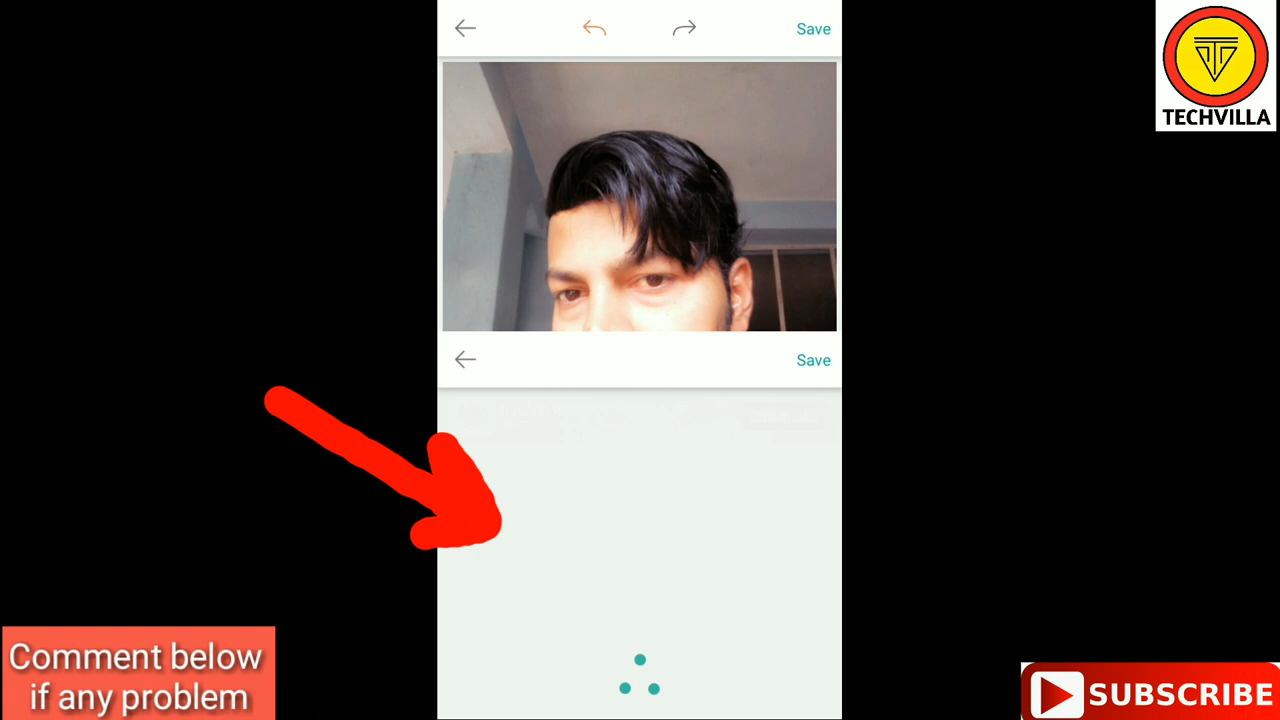 Save
TECHVILLA
Save
Comment below
if any problem
SUBSCRIBE